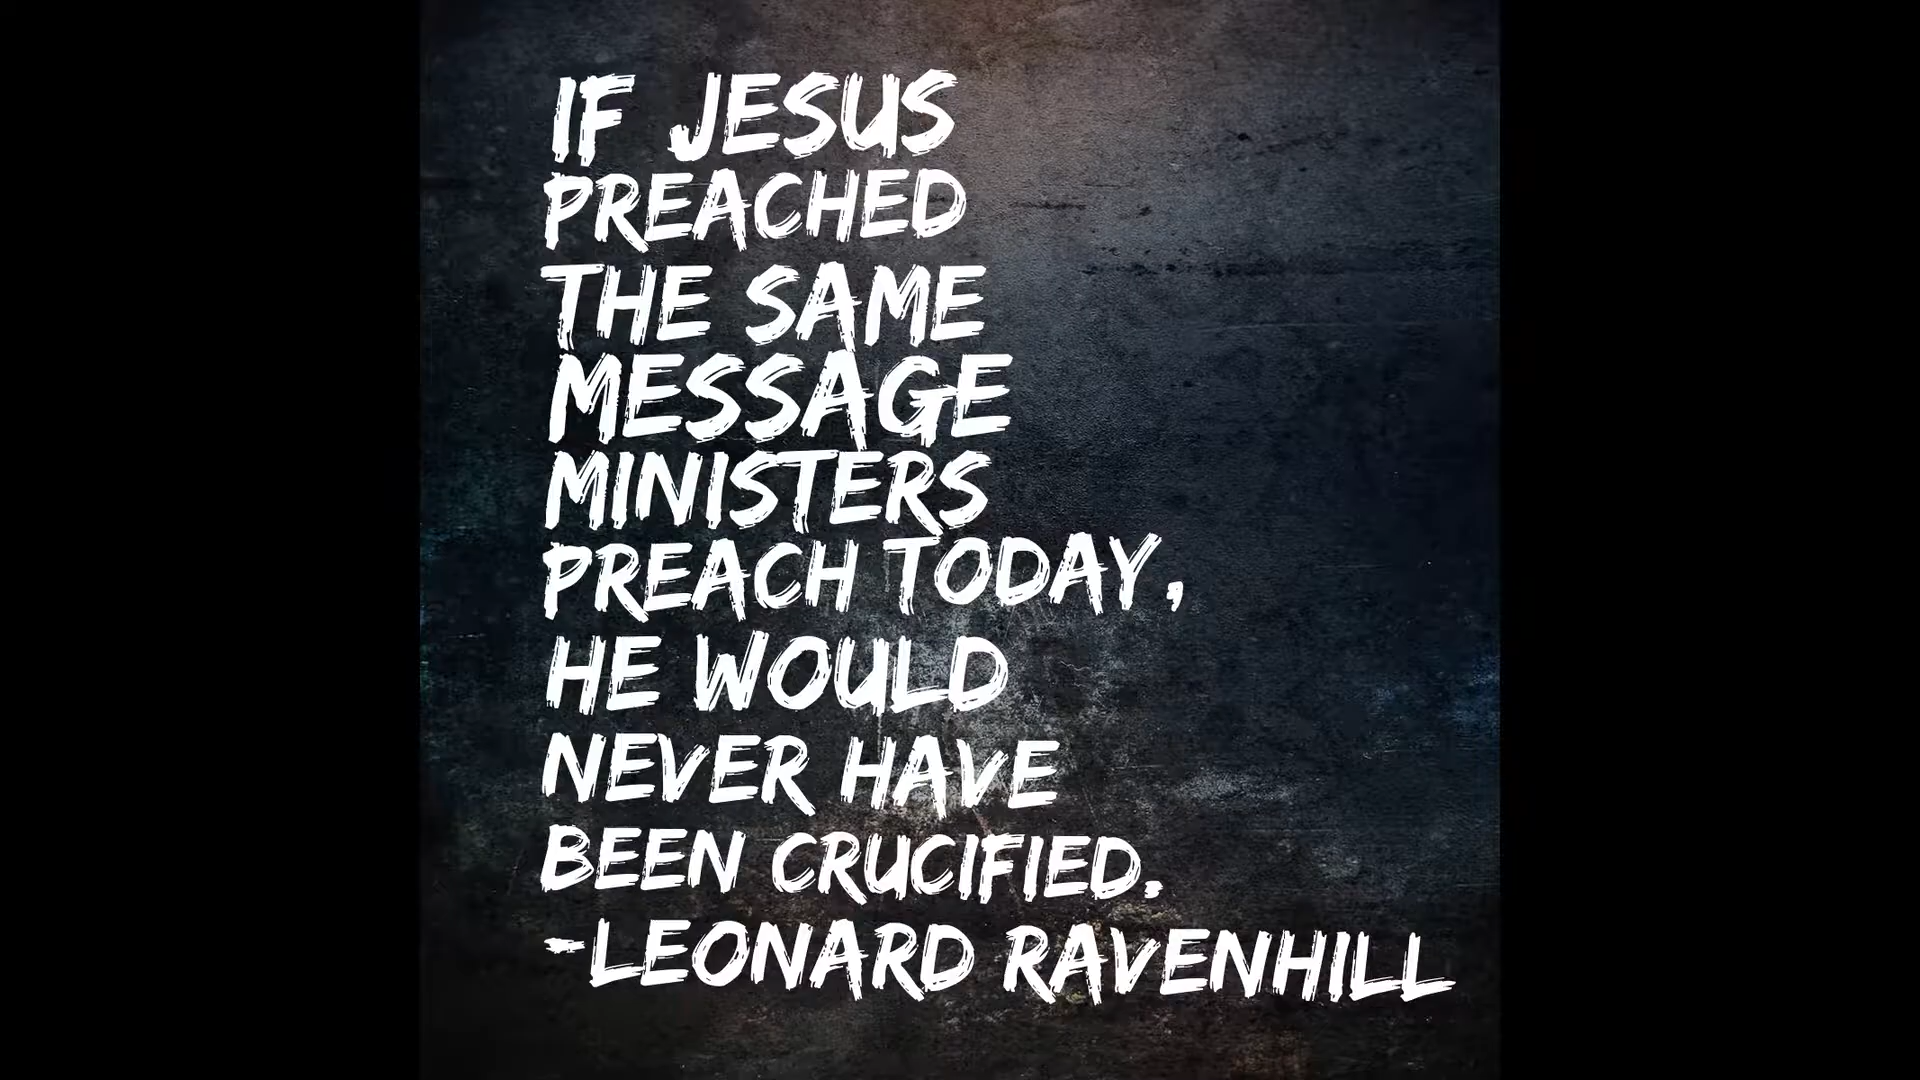 IF JESUS
PREACHED
THE SAME
MESSAGE
MINISTERS
PREACH TODAY,
HE WOULD
NEVER HAVE
BEEN CRUCIFIED.
-LEONARD RAVENHILL